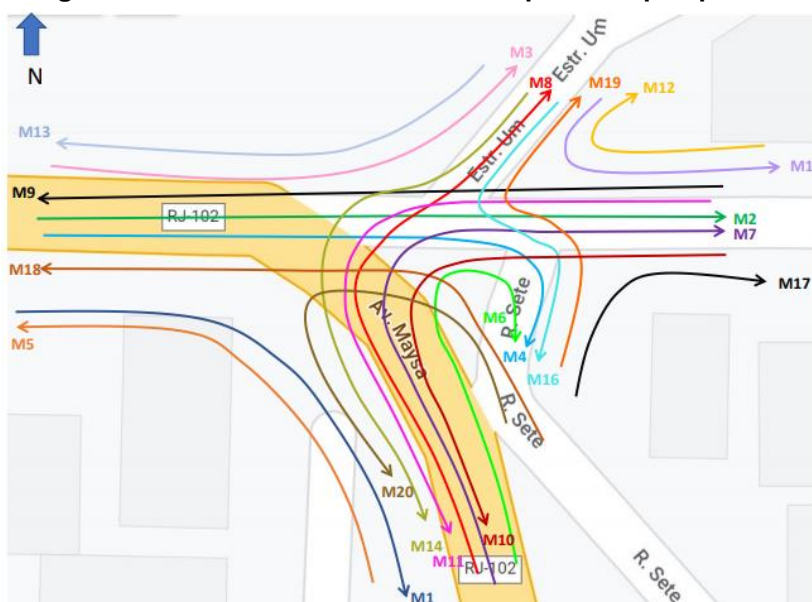 N
M3
M8
Estr. Um
M19
M12
M13
Estr. Um
M1
M9
RJ-102
M2
M7
M18
M17
Av. Maysa
R. Sete
M6
M5
M4
M16
R. Sete
M20
M10
M14
M11
RJ-102
R. Sete
M1